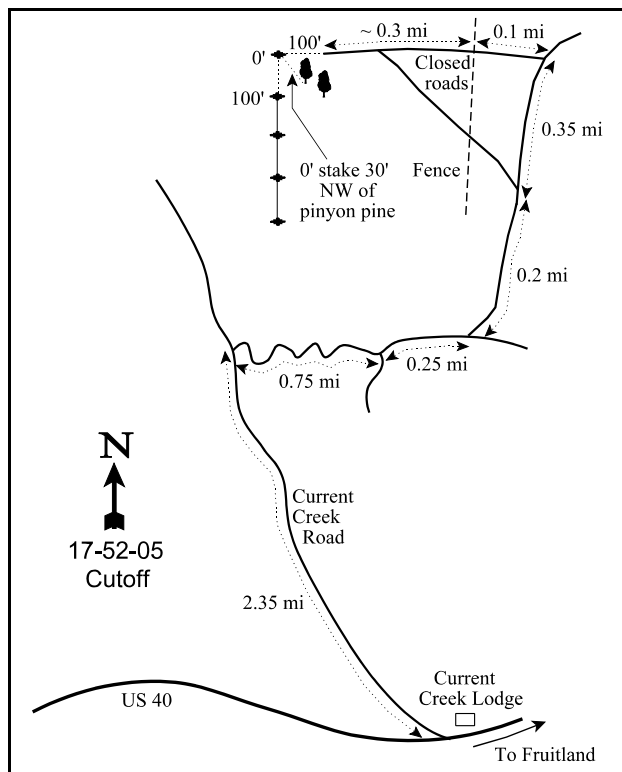 ~ 0.3 mi
0.1 mi
100'
0'
Closed
roads
100'
0.35 mi
0' stake 30'
NW of
pinyon pine
Fence
0.2 mi
0.75 mi
0.25 mi
N
17-52-05
Cutoff
Current
Creek
Road
2.35 mi
US 40
Current
Creek Lodge
To Fruitland